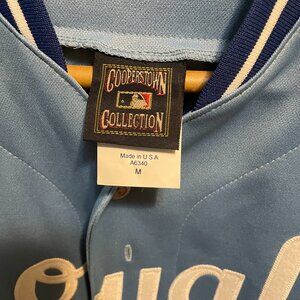 COOPERSTOWN
COLLECTION
Made in U S A
A6340
M